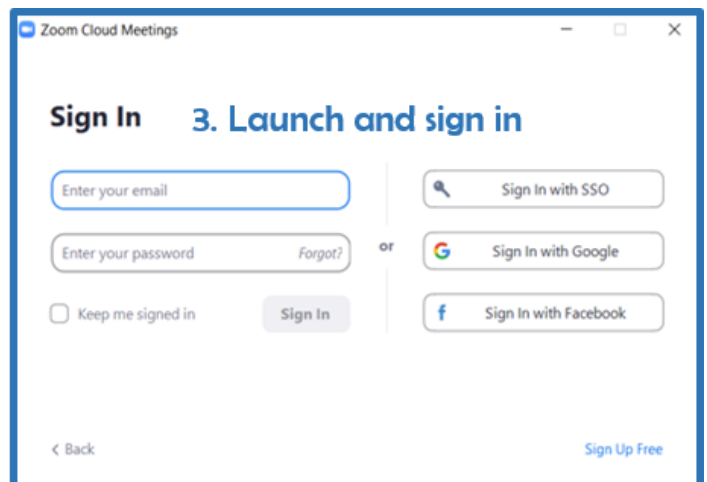 Zoom Cloud Meetings
Sign In
3. Launch and sign in
Enter your email
Enter your password
Forgot?
Keep me signed in
Sign In
or
Sign In with SSO
Sign In with Google
Sign In with Facebook
Back
Sign Up Free